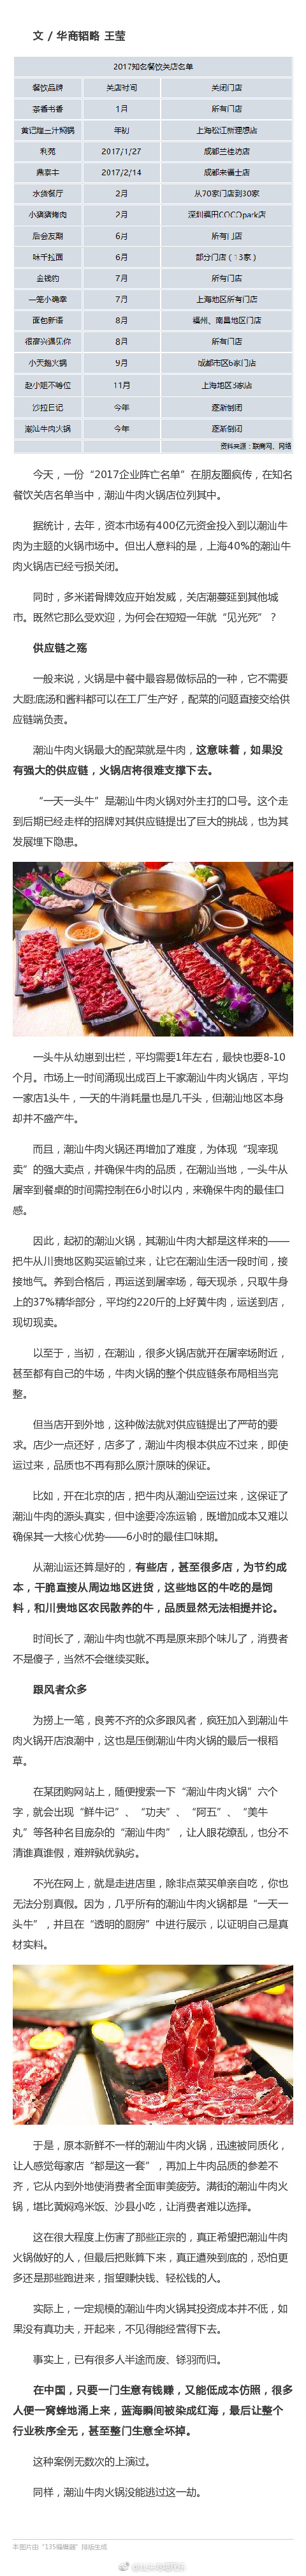 文 / 华商韬略 王莹
2017知名餐饮关店名单
餐饮品牌 关店时间 关闭门店
茶香书香 1月 所有门店
黄记煌三汁焖锅 年初 上海松江新理想店
利苑 2017/1/27 成都兰桂坊店
鼎泰丰 2017/2/14 成都来福士店
水货餐厅 2月 从70家门店到30家
小猪猪烤肉 2月 深圳福田COCOpark店
后会友期 6月 所有门店
味千拉面 6月 部分门店(13家)
金钱豹 7月 所有门店
一笼小确幸 7月 上海地区所有门店
面包新语 8月 福州、南昌地区门店
很高兴遇见你 8月 所有门店
小天鹅火锅 9月 成都市区6家门店
赵小姐不等位 11月 上海地区3家店
沙拉日记 今年 逐渐倒闭
潮汕牛肉火锅 今年 逐渐倒闭
资料来源:联商网、网络
今天,一份“2017企业阵亡名单”在朋友圈疯传,在知名
餐饮关店名单当中,潮汕牛肉火锅店位列其中。
据统计,去年,资本市场有400亿元资金投入到以潮汕牛
肉为主题的火锅市场中。但出人意料的是,上海40%的潮汕牛
肉火锅店已经亏损关闭。
同时,多米诺骨牌效应开始发威,关店潮蔓延到其他城
市。既然它那么受欢迎,为何会在短短一年就“见光死”?
供应链之殇
一般来说,火锅是中餐中最容易做标品的一种,它不需要
大厨;底汤和酱料都可以在工厂生产好,配菜的问题直接交给供
应链端负责。
潮汕牛肉火锅最大的配菜就是牛肉,这意味着,如果没
有强大的供应链,火锅店将很难支撑下去。
“一天一头牛”是潮汕牛肉火锅对外主打的口号。这个走
到后期已经走样的招牌对其供应链提出了巨大的挑战,也为其
发展埋下隐患。
一头牛从幼崽到出栏,平均需要1年左右,最快也要8-10
个月。市场上一时间涌现出成百上千家潮汕牛肉火锅店,平均
一家店1头牛,一天的牛消耗量也是几千头,但潮汕地区本身
却并不盛产牛。
而且,潮汕牛肉火锅还再增加了难度,为体现“现宰现
卖”的强大卖点,并确保牛肉的品质,在潮汕当地,一头牛从
屠宰到餐桌的时间需控制在6小时以内,来确保牛肉的最佳口
感。
因此,起初的潮汕火锅,其潮汕牛肉大都是这样来的——
把牛从川贵地区购买运输过来,让它在潮汕生活一段时间,接
接地气。养到合格后,再运送到屠宰场,每天现杀,只取牛身
上的37%精华部分,平均约220斤的上好黄牛肉,运送到店,
现切现卖。
以至于,当初,在潮汕,很多火锅店就开在屠宰场附近,
甚至都有自己的牛场,牛肉火锅的整个供应链条布局相当完
整。
但当店开到外地,这种做法就对供应链提出了严苛的要
求。店少一点还好,店多了,潮汕牛肉根本供应不过来,即使
运过来,品质也不再有那么原汁原味的保证。
比如,开在北京的店,把牛肉从潮汕空运过来,这保证了
潮汕牛肉的源头真实,但中途要冷冻运输,既增加成本又难以
确保其一大核心优势——6小时的最佳口味期。
从潮汕运还算是好的,有些店,甚至很多店,为节约成
本,干脆直接从周边地区进货,这些地区的牛吃的是饲
料,和川贵地区农民散养的牛,品质显然无法相提并论。
时间长了,潮汕牛肉也就不再是原来那个味儿了,消费者
不是傻子,当然不会继续买账。
跟风者众多
为捞上一笔,良莠不齐的众多跟风者,疯狂加入到潮汕牛
肉火锅开店浪潮中,这也是压倒潮汕牛肉火锅的最后一根稻
草。
在某团购网站上,随便搜索一下“潮汕牛肉火锅”六个
字,就会出现“鲜牛记”、“功夫”、“阿五”、“美牛
丸”等各种名目庞杂的“潮汕牛肉”,让人眼花缭乱,也分不
清谁真谁假,难辨孰优孰劣。
不光在网上,就是走进店里,除非点菜买单亲自吃,你也
无法分别真假。因为,几乎所有的潮汕牛肉火锅都是“一天一
头牛”,并且在“透明的厨房”中进行展示,以证明自己是真
材实料。
于是,原本新鲜不一样的潮汕牛肉火锅,迅速被同质化,
让人感觉每家店“都是这一套”,再加上牛肉品质的参差不
齐,它从内到外地使消费者全面审美疲劳。满街的潮汕牛肉火
锅,堪比黄焖鸡米饭、沙县小吃,让消费者难以选择。
这在很大程度上伤害了那些正宗的,真正希望把潮汕牛肉
火锅做好的人,但最后把账算下来,真正遭殃到底的,恐怕更
多还是那些跑进来,指望赚快钱、轻松钱的人。
实际上,一定规模的潮汕牛肉火锅其投资成本并不低,如
果没有真功夫,开起来,不见得能经营得下去。
事实上,已有很多人半途而废、铩羽而归。
在中国,只要一门生意有钱赚,又能低成本仿照,很多
人便一窝蜂地涌上来,蓝海瞬间被染成红海,最后让整个
行业秩序全无,甚至整门生意全坏掉。
这种案例无数次的上演过。
同样,潮汕牛肉火锅没能逃过这一劫。
本图片由“135编辑器”排版生成